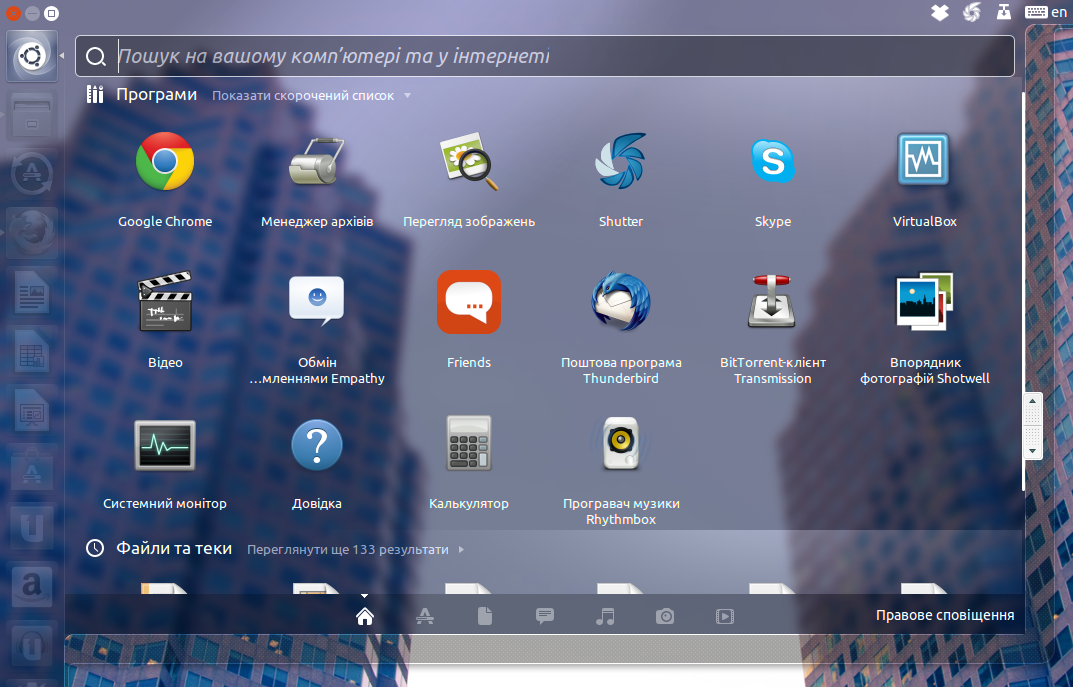 en
Пошук на вашому комп’ютері та у інтернеті
Програми Показати скорочений список
Google Chrome
Менеджер архівів
Перегляд зображень
Shutter
Skype
VirtualBox
Відео
Обмін
…мленнями Empathy
Friends
Поштова програма
Thunderbird
BitTorrent-клієнт
Transmission
Впорядник
фотографій Shotwell
Системний монітор
Довідка
Калькулятор
Програвач музики
Rhythmbox
Файли та теки Переглянути ще 133 результати
Правове сповіщення